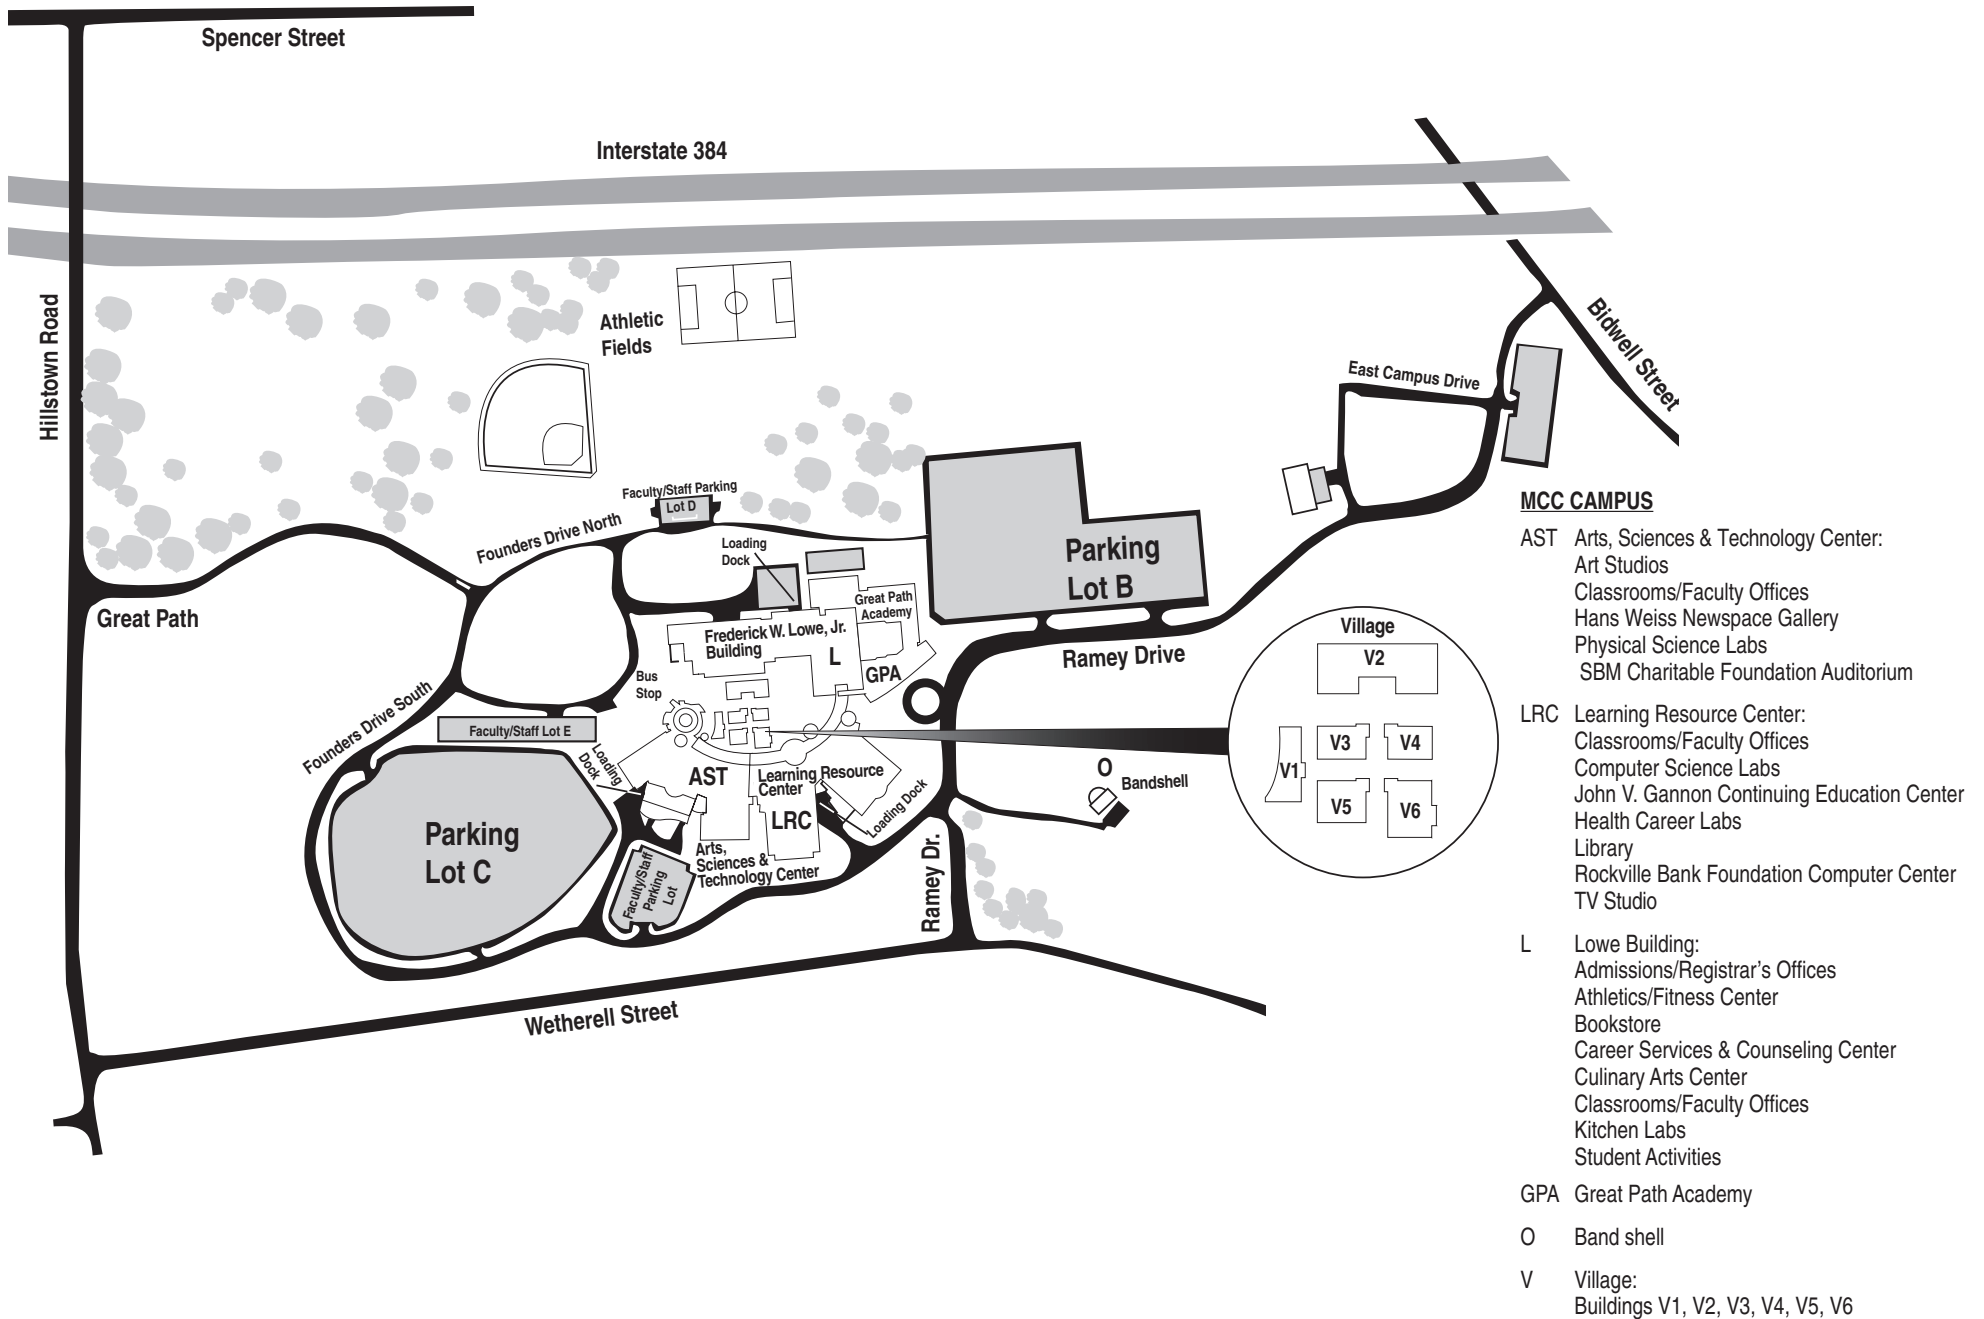 Spencer Street
Interstate 384
Hillstown Road
Athletic
Fields
Bidwell Street
East Campus Drive
Faculty/Staff Parking
Lot D
Founders Drive North
Loading
Dock
Parking
Lot B
Great Path
Great Path
Academy
Frederick W. Lowe, Jr.
Building
L
GPA
Ramey Drive
Bus
Stop
Founders Drive South
Faculty/Staff Lot E
Loading
Dock
AST
Learning Resource
Center
LRC
Loading Dock
O
Bandshell
Parking
Lot C
Arts,
Sciences &
Technology Center
Faculty/Staff
Parking
Lot
Ramey Dr.
Wetherell Street
Village
V2
V3
V4
V1
V5
V6
MCC CAMPUS
AST Arts, Sciences & Technology Center:
Art Studios
Classrooms/Faculty Offices
Hans Weiss Newspace Gallery
Physical Science Labs
SBM Charitable Foundation Auditorium
LRC Learning Resource Center:
Classrooms/Faculty Offices
Computer Science Labs
John V. Gannon Continuing Education Center
Health Career Labs
Library
Rockville Bank Foundation Computer Center
TV Studio
L Lowe Building:
Admissions/Registrar's Offices
Athletics/Fitness Center
Bookstore
Career Services & Counseling Center
Culinary Arts Center
Classrooms/Faculty Offices
Kitchen Labs
Student Activities
GPA Great Path Academy
O Band shell
V Village:
Buildings V1, V2, V3, V4, V5, V6